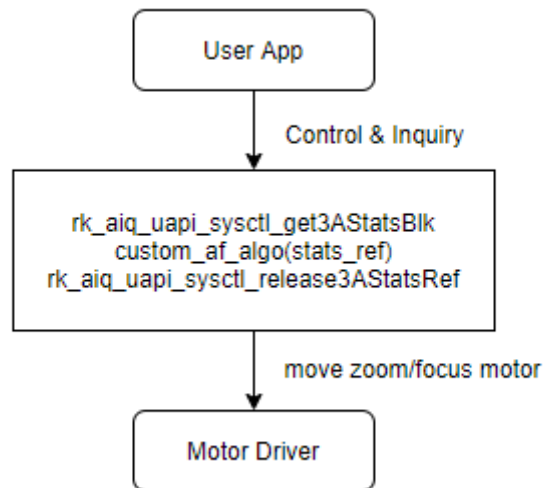 User App
Control & Inquiry
rk_aiq_uapi_sysctl_get3AStatsBlk
custom_af_algo(stats_ref)
rk_aiq_uapi_sysctl_release3AStatsRef
move zoom/focus motor
Motor Driver